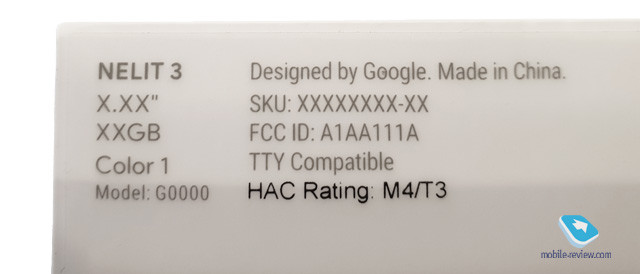 NELIT 3
X.XX"
XXGB
Color 1
Model: G0000
Designed by Google. Made in China.
SKU: XXXXXXXX-XX
FCC ID: A1AA111A
TTY Compatible
HAC Rating: M4/T3
mobile-review.com